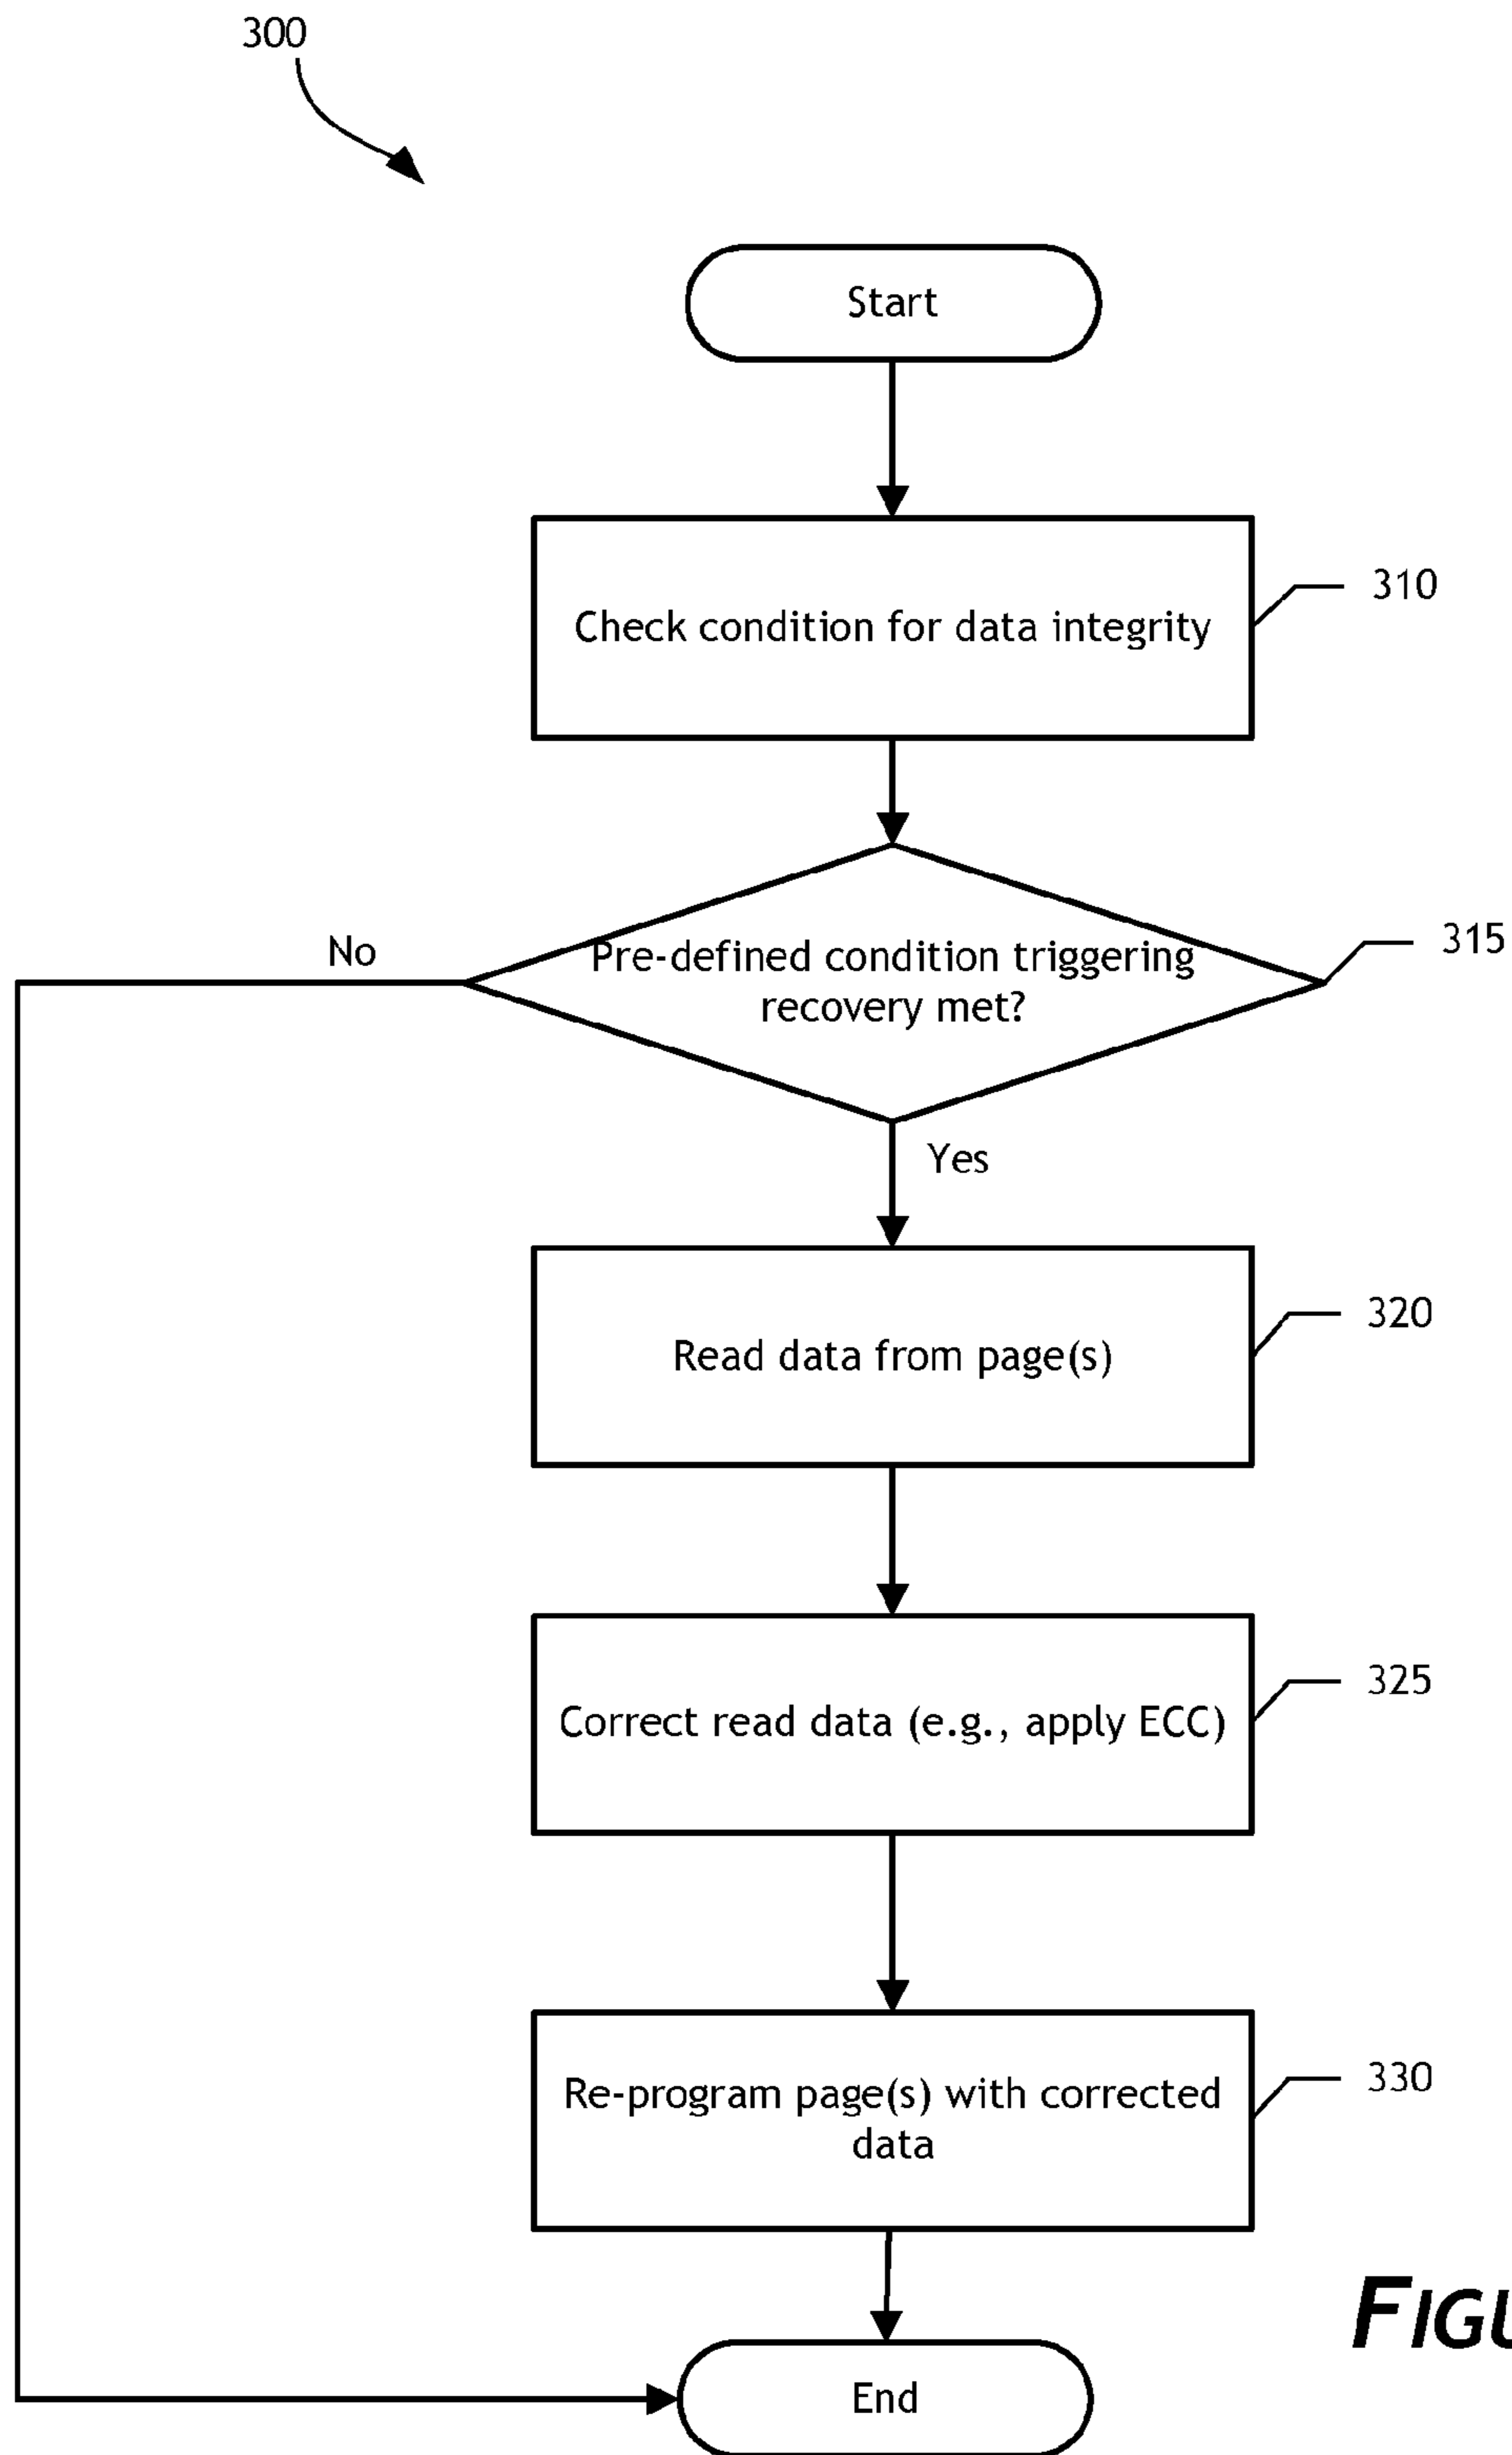 300
Start
Check condition for data integrity
310
Pre-defined condition triggering
recovery met?
315
No
Yes
Read data from page(s)
320
Correct read data (e.g., apply ECC)
325
Re-program page(s) with corrected
data
330
End